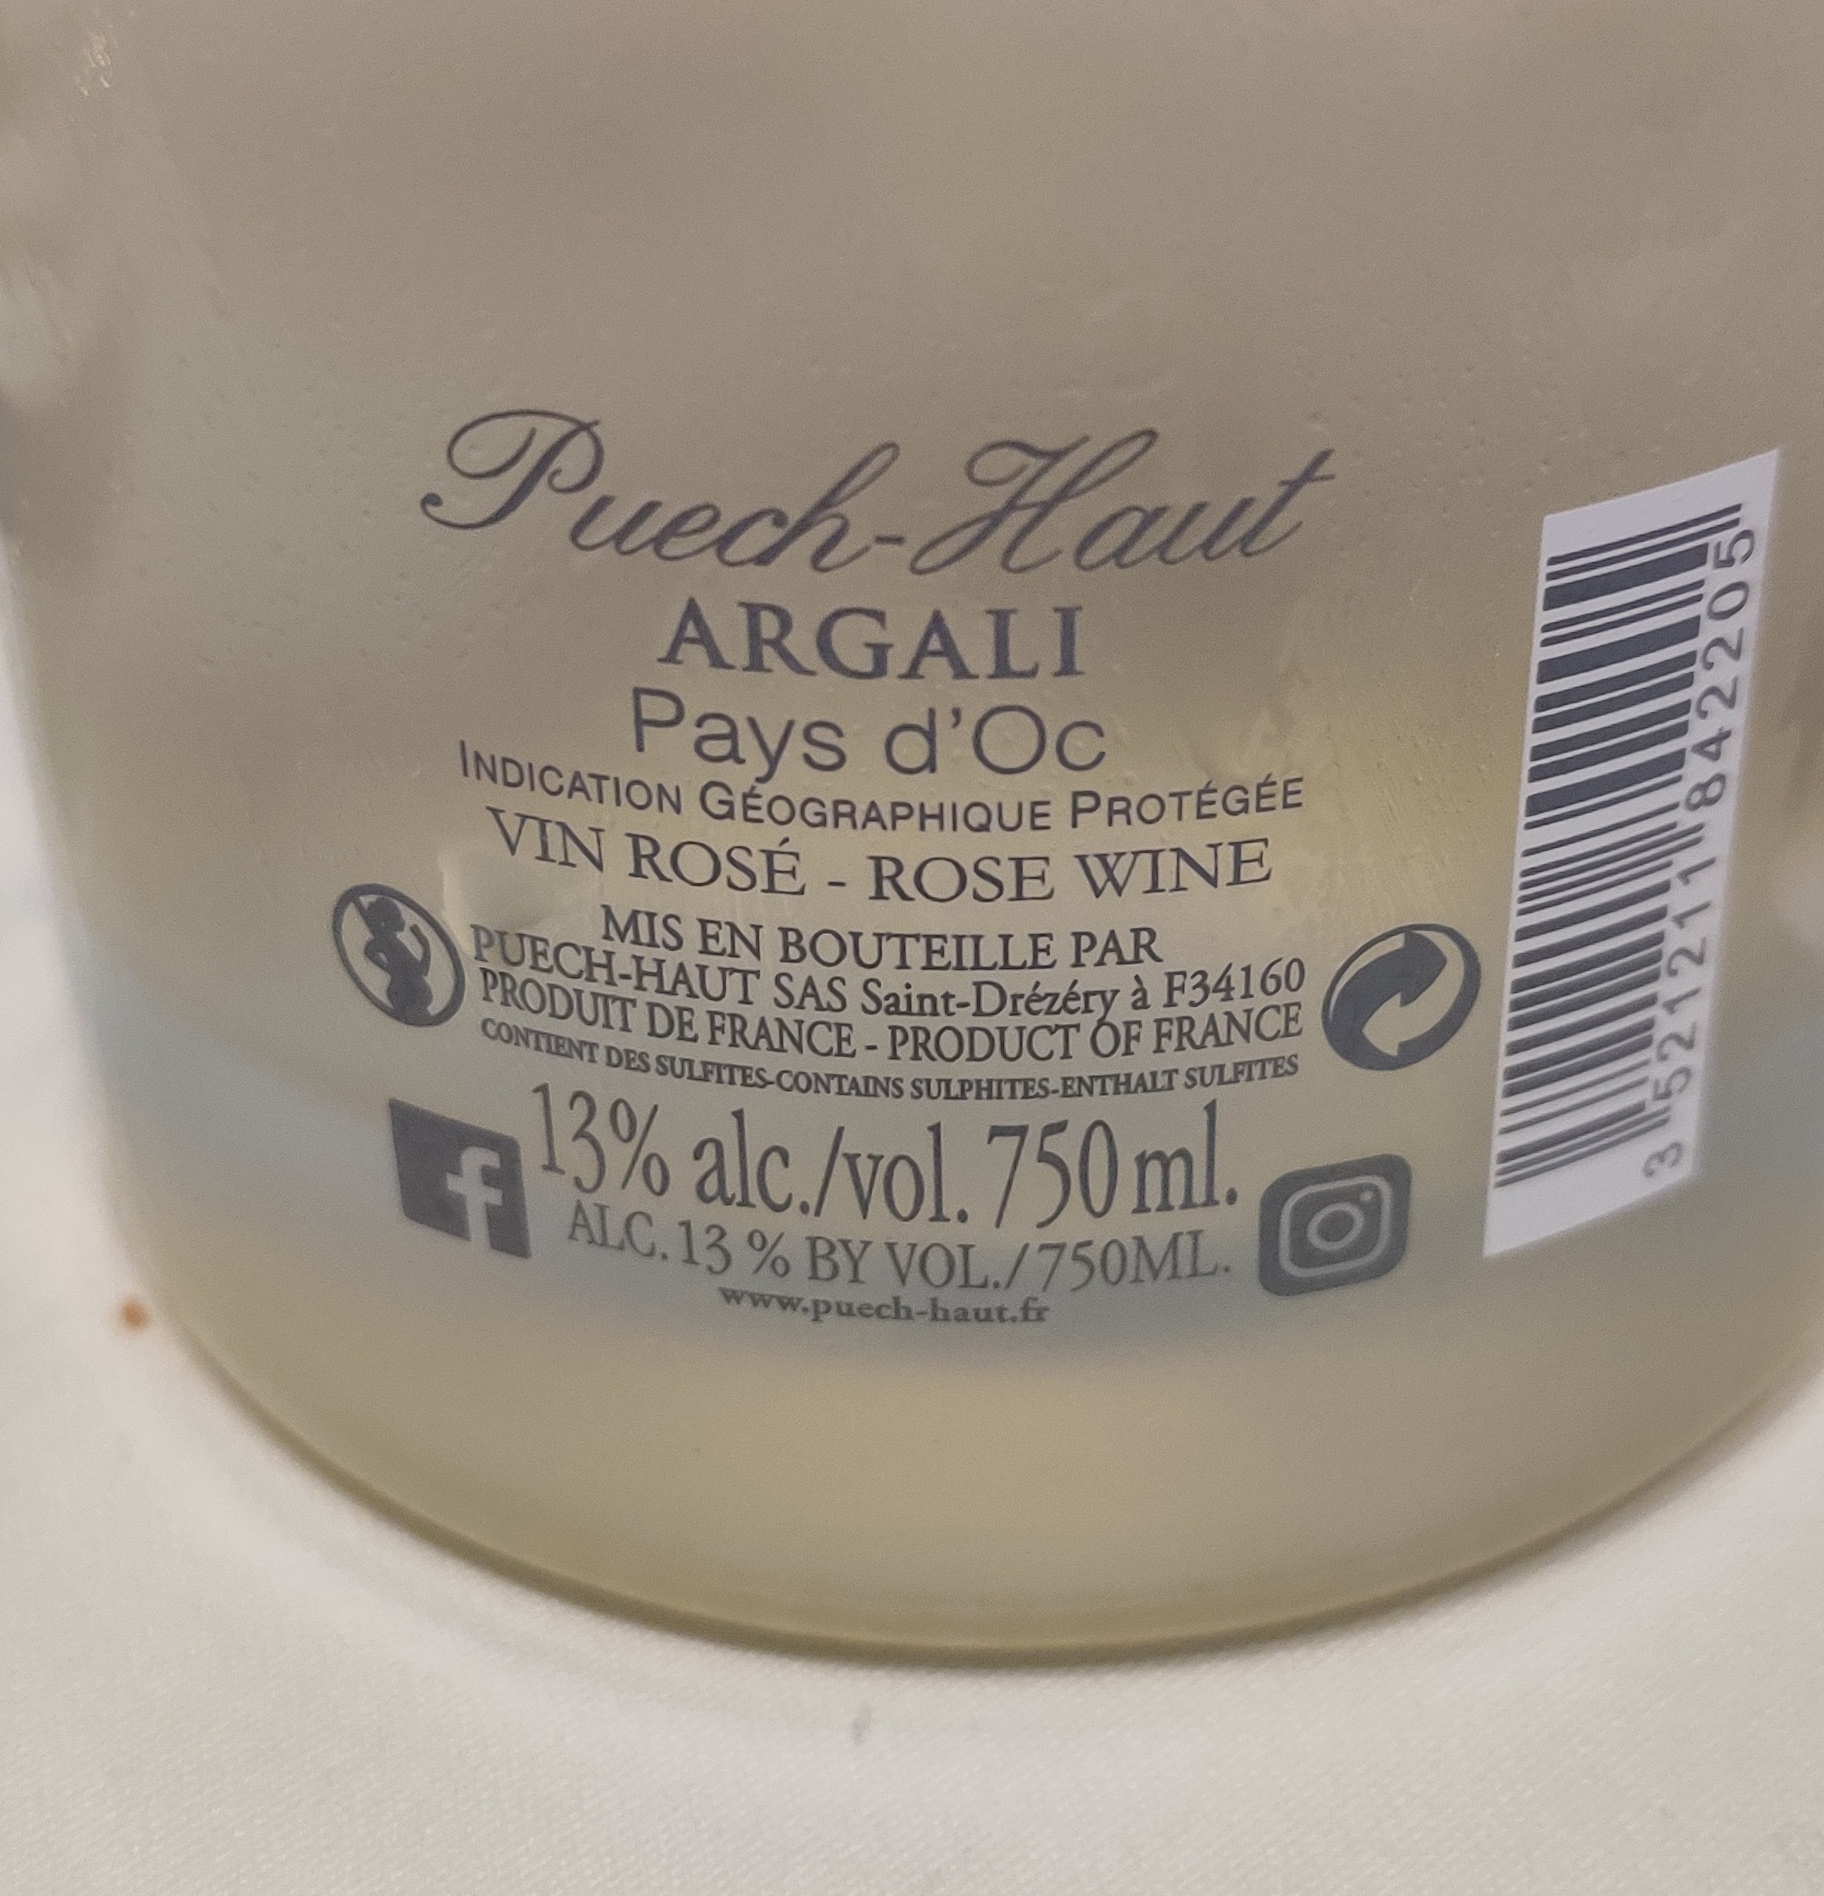 Puech-Haut
ARGALI
Pays d'Oc
INDICATION GÉOGRAPHIQUE PROTÉGÉE
VIN ROSÉ - ROSE WINE
MIS EN BOUTEILLE PAR
PUECH-HAUT SAS Saint-Drézéry à F34160
PRODUIT DE FRANCE - PRODUCT OF FRANCE
CONTIENT DES SULFITES-CONTAINS SULPHITES-ENTHALT SULFITES
13% alc./vol. 750 ml.
ALC. 13 % BY VOL./750ML.
www.puech-haut.fr
3 521211 842205